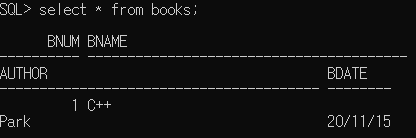 SQL> select * from books;
BNUM BNAME
---------- ----------------------------------------
AUTHOR BDATE
---------------------------------------- --------
1 C++
Park 20/11/15